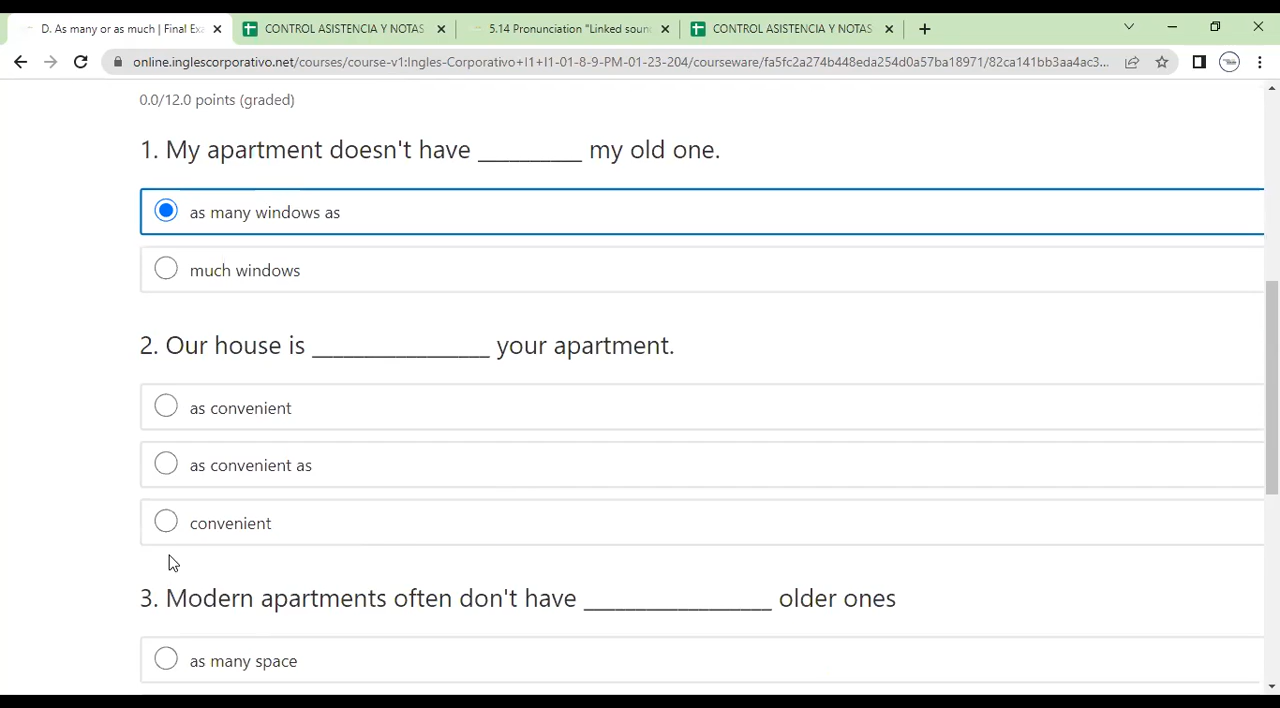 D. As many or as much | Final Exa
CONTROL ASISTENCIA Y NOTAS
5.14 Pronunciation "Linked soun
CONTROL ASISTENCIA Y NOTAS
online.inglescorporativo.net/courses/course-v1:Ingles-Corporativo+I1+I1-01-8-9-PM-01-23-204/courseware/fa5fc2a274b448eda254d0a57ba18971/82ca141bb3aa4ac3...
0.0/12.0 points (graded)
1. My apartment doesn't have __________ my old one.
as many windows as
much windows
2. Our house is _________________ your apartment.
as convenient
as convenient as
convenient
3. Modern apartments often don't have __________________ older ones
as many space